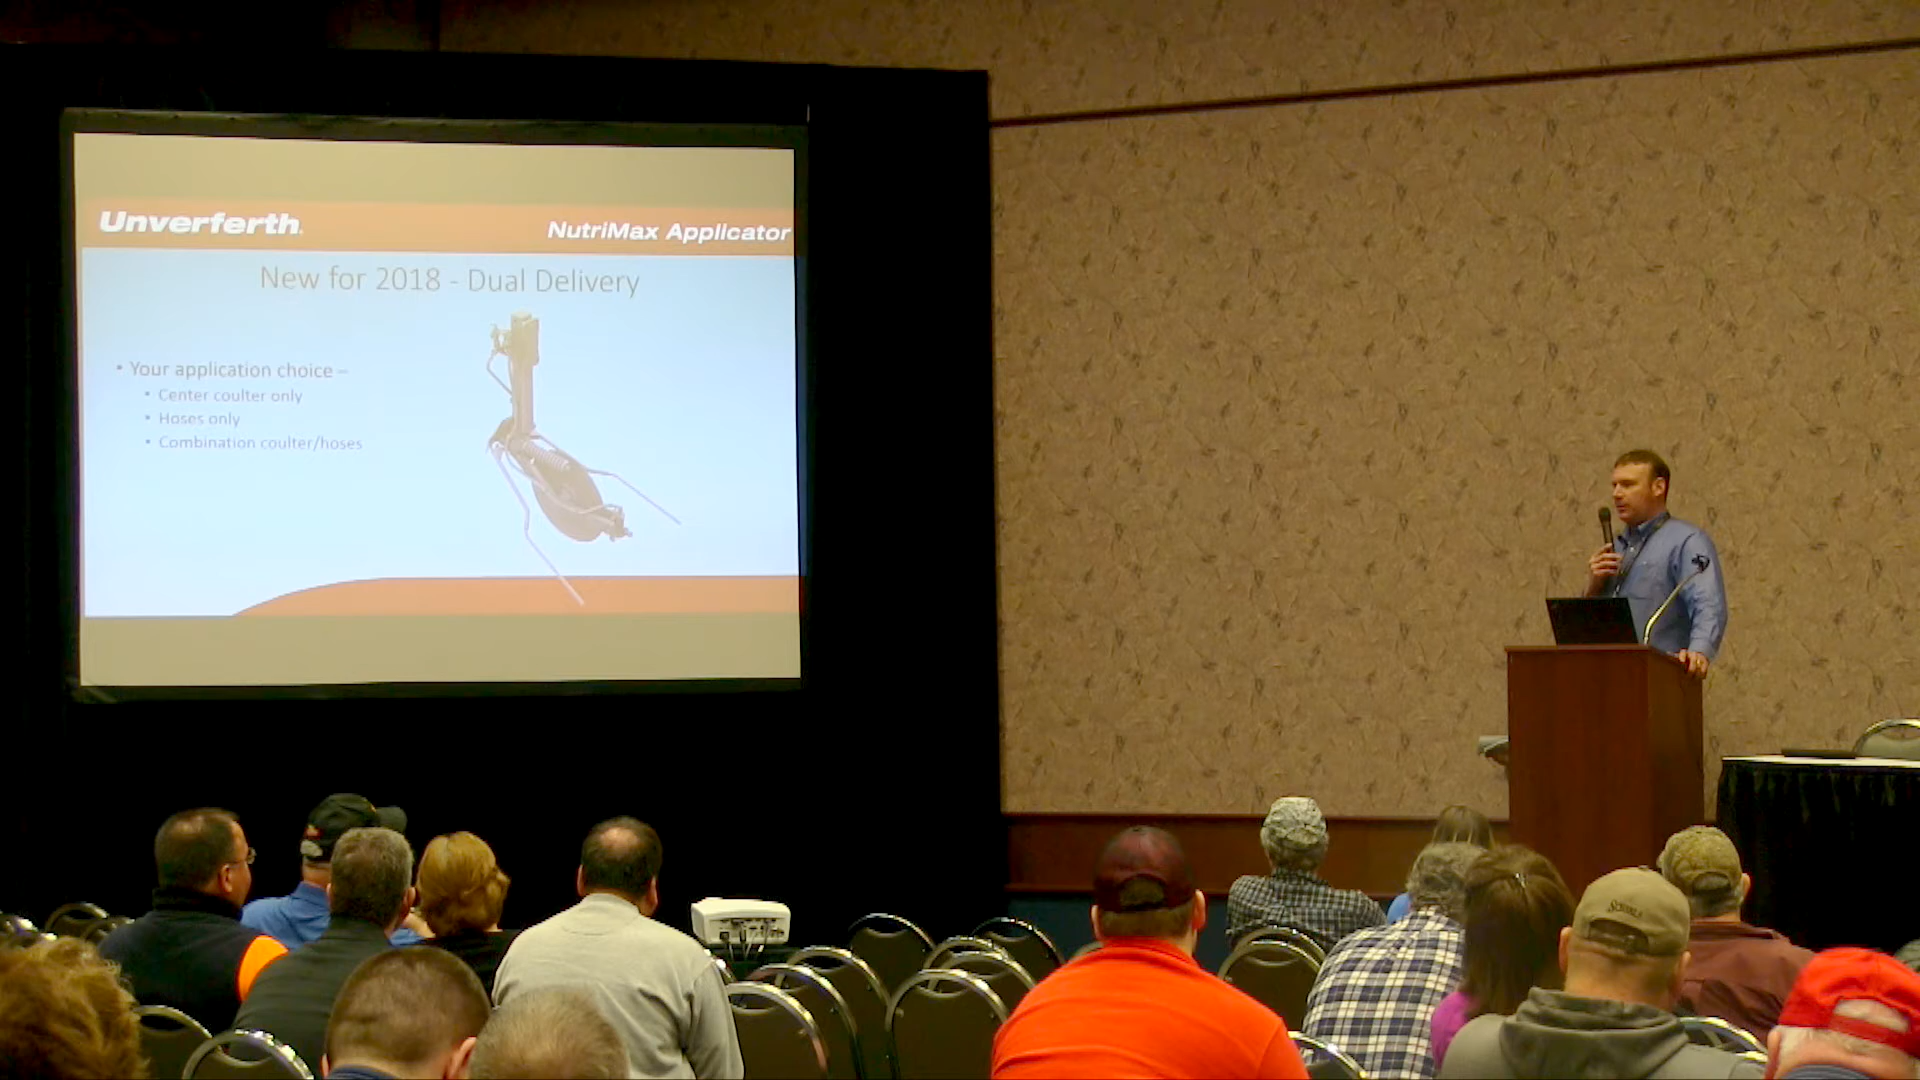 Unverferth
NutriMax Applicator
New for 2018 - Dual Delivery
• Your application choice –
• Center coulter only
• Hoses only
• Combination coulter/hoses